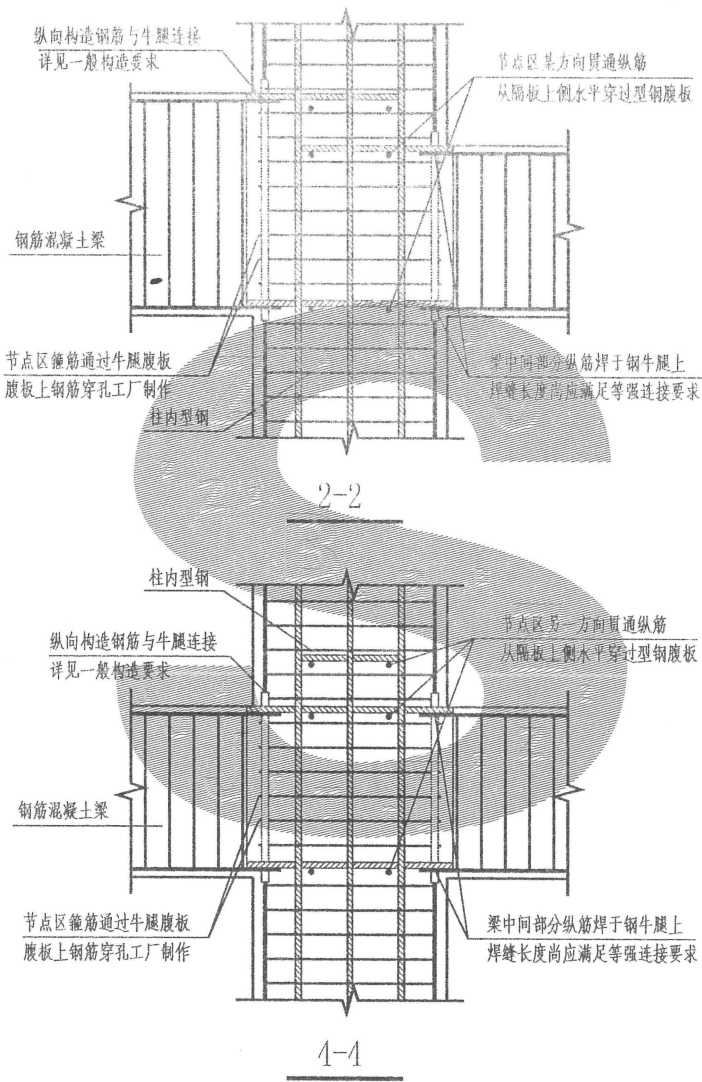 纵向构造钢筋与牛腿连接
详见一般构造要求
节点区某方向贯通纵筋
从隔板上侧水平穿过型钢腹板
钢筋混凝土梁
节点区箍筋通过牛腿腹板
腹板上钢筋穿孔工厂制作
柱内型钢
梁中间部分纵筋焊于钢牛腿上
焊缝长度尚应满足等强连接要求
2-2
柱内型钢
纵向构造钢筋与牛腿连接
详见一般构造要求
节点区另一方向贯通纵筋
从隔板上侧水平穿过型钢腹板
钢筋混凝土梁
节点区箍筋通过牛腿腹板
腹板上钢筋穿孔工厂制作
梁中间部分纵筋焊于钢牛腿上
焊缝长度尚应满足等强连接要求
1-1